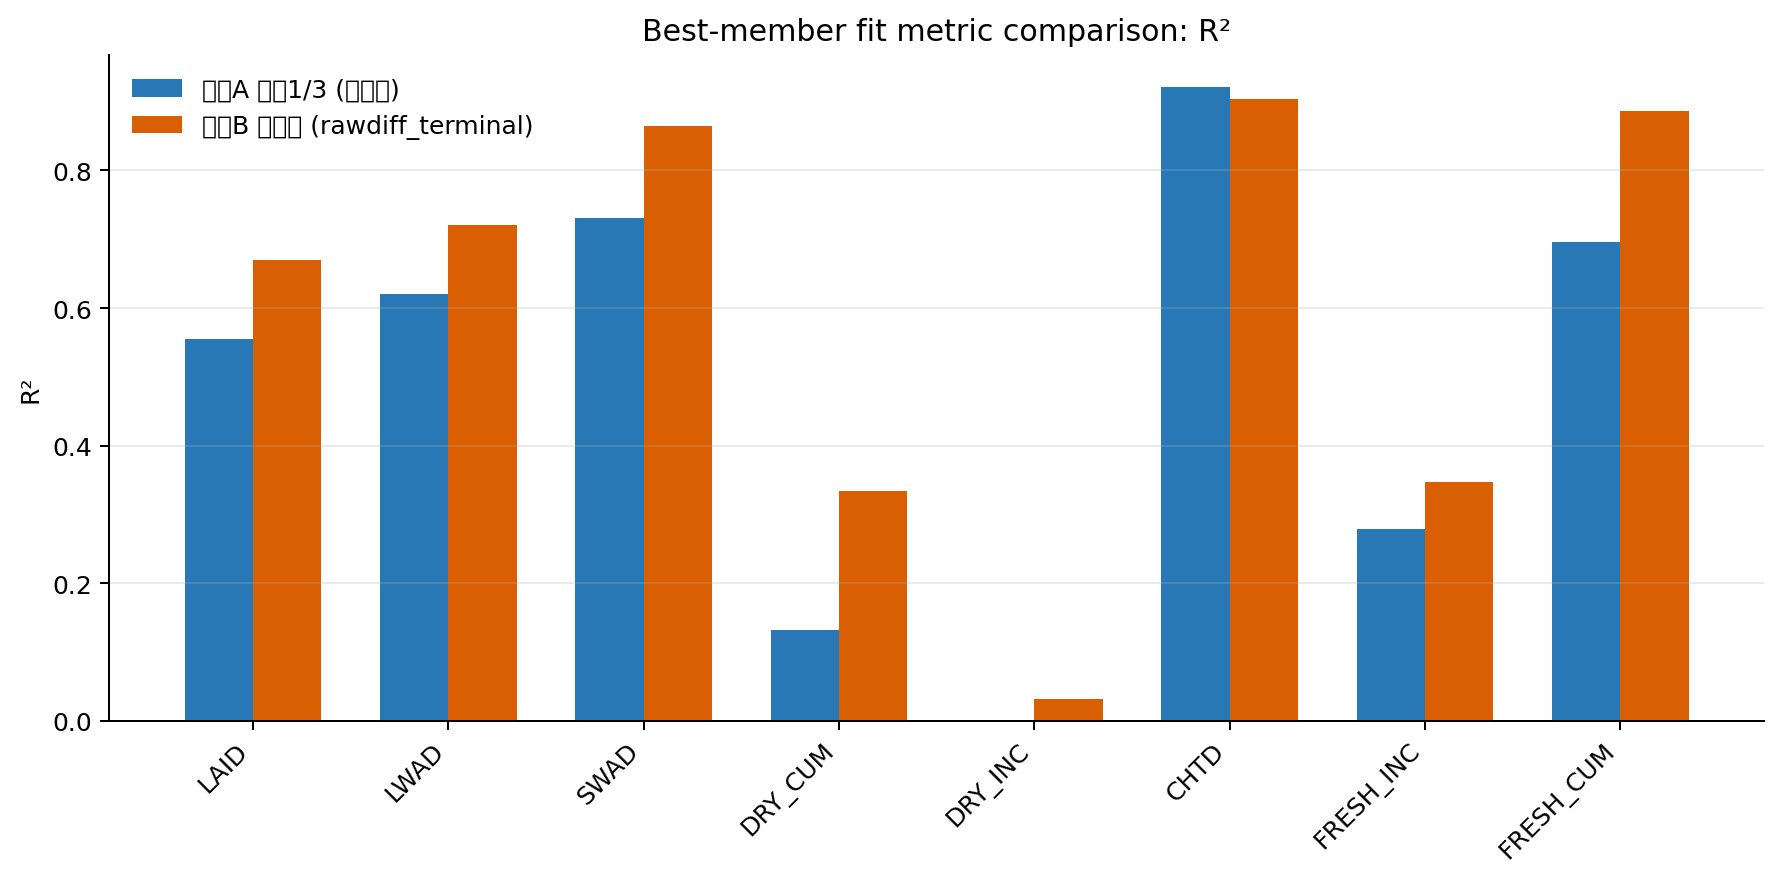 Best-member fit metric comparison: R²
A 1/3
B (rawdiff_terminal)
R²
0.8
0.6
0.4
0.2
0.0
LAID
LWAD
SWAD
DRY_CUM
DRY_INC
CHTD
FRESH_INC
FRESH_CUM